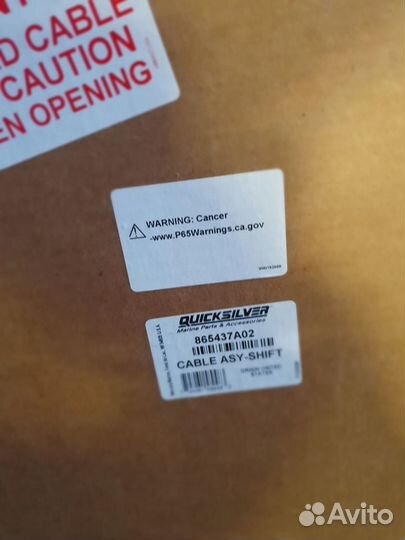 D CABLE
CAUTION
EN OPENING
WARNING: Cancer
-www.P65Warnings.ca.gov
QUICKSILVER
Marine Parts & Accessories
865437A02
CABLE ASY-SHIFT
STATES
Avito